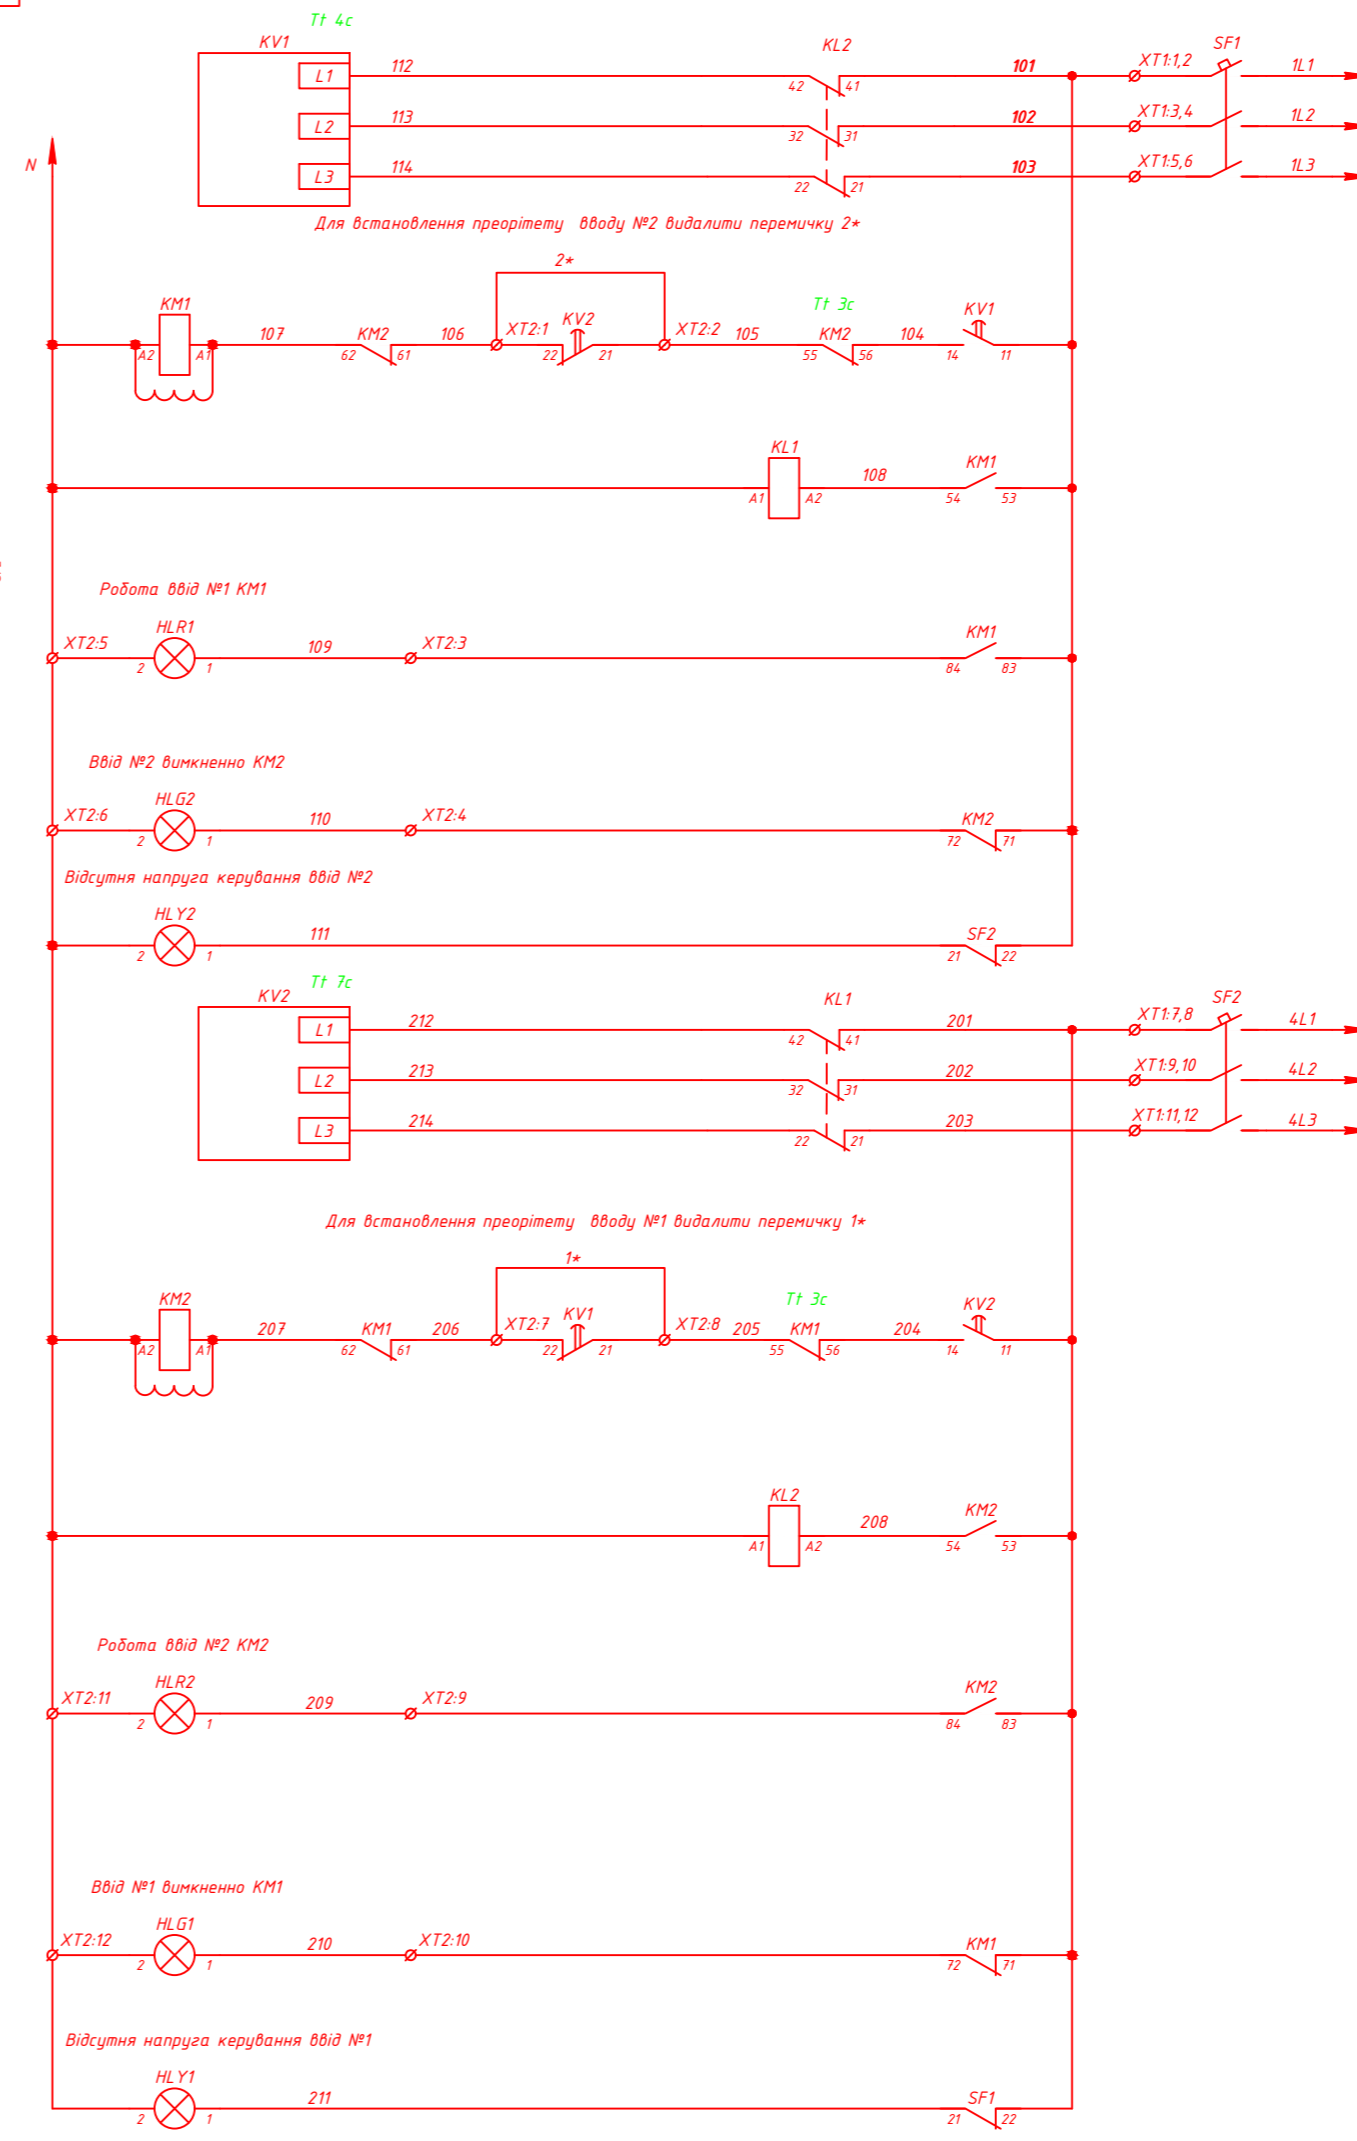 Tt 4c
KV1 KL2 SF1
L1 112 42 41 101 XT1:1,2 1L1
L2 113 32 31 102 XT1:3,4 1L2
N L3 114 22 21 103 XT1:5,6 1L3
Для встановлення преорітету вводу №2 видалити перемичку 2*
2*
KM1 Tt 3c KV1
A2 A1 107 KM2 62 61 106 XT2:1 KV2 22 21 XT2:2 105 KM2 55 56 104 14 11
KL1 KM1
A1 A2 108 54 53
Робота ввід №1 KM1
XT2:5 HLR1 2 1 109 XT2:3 KM1 84 83
Ввід №2 вимкненно KM2
XT2:6 HLG2 2 1 110 XT2:4 KM2 72 71
Відсутня напруга керування ввід №2
HLY2 2 1 111 SF2 21 22
Tt 7c
KV2 KL1 SF2
L1 212 42 41 201 XT1:7,8 4L1
L2 213 32 31 202 XT1:9,10 4L2
L3 214 22 21 203 XT1:11,12 4L3
Для встановлення преорітету вводу №1 видалити перемичку 1*
1*
KM2 Tt 3c KV2
A2 A1 207 KM1 62 61 206 XT2:7 KV1 22 21 XT2:8 205 KM1 55 56 204 14 11
KL2 KM2
A1 A2 208 54 53
Робота ввід №2 KM2
XT2:11 HLR2 2 1 209 XT2:9 KM2 84 83
Ввід №1 вимкненно KM1
XT2:12 HLG1 2 1 210 XT2:10 KM1 72 71
Відсутня напруга керування ввід №1
HLY1 2 1 211 SF1 21 22